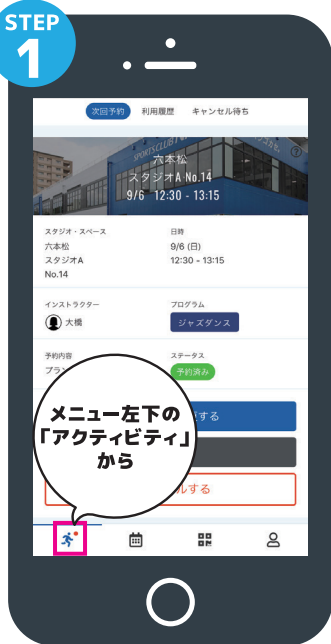 STEP
1
次回予約 利用履歴 キャンセル待ち
SPORTS CLUB
六本松
スタジオA No.14
9/6 12:30 - 13:15
スタジオ・スペース 日時
六本松 9/6 (日)
スタジオA 12:30 - 13:15
No.14
インストラクター プログラム
大橋 ジャズダンス
予約内容 ステータス
プラン 予約済み
する
メニュー左下の
「アクティビティ」
から
ルする